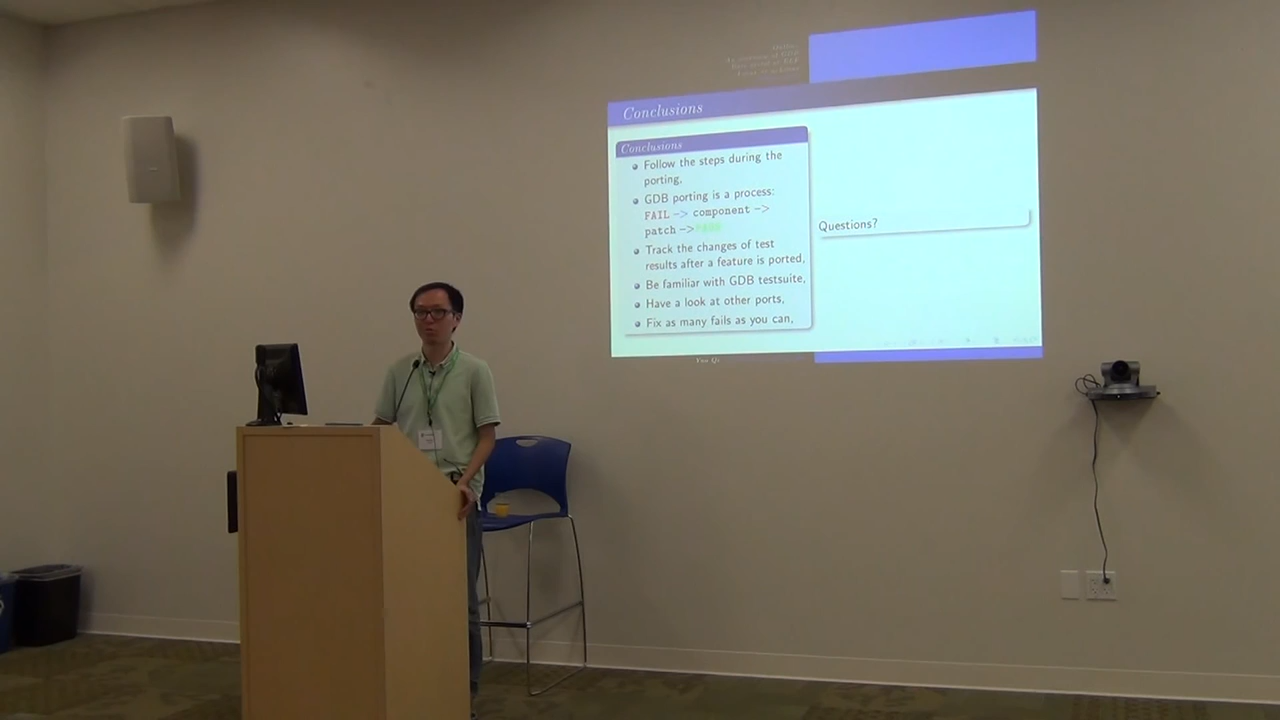 Conclusions
Conclusions
Follow the steps during the
porting,
GDB porting is a process:
FAIL -> component ->
patch ->
Track the changes of test
results after a feature is ported,
Be familiar with GDB testsuite,
Have a look at other ports,
Fix as many fails as you can,
Questions?
Yao Qi